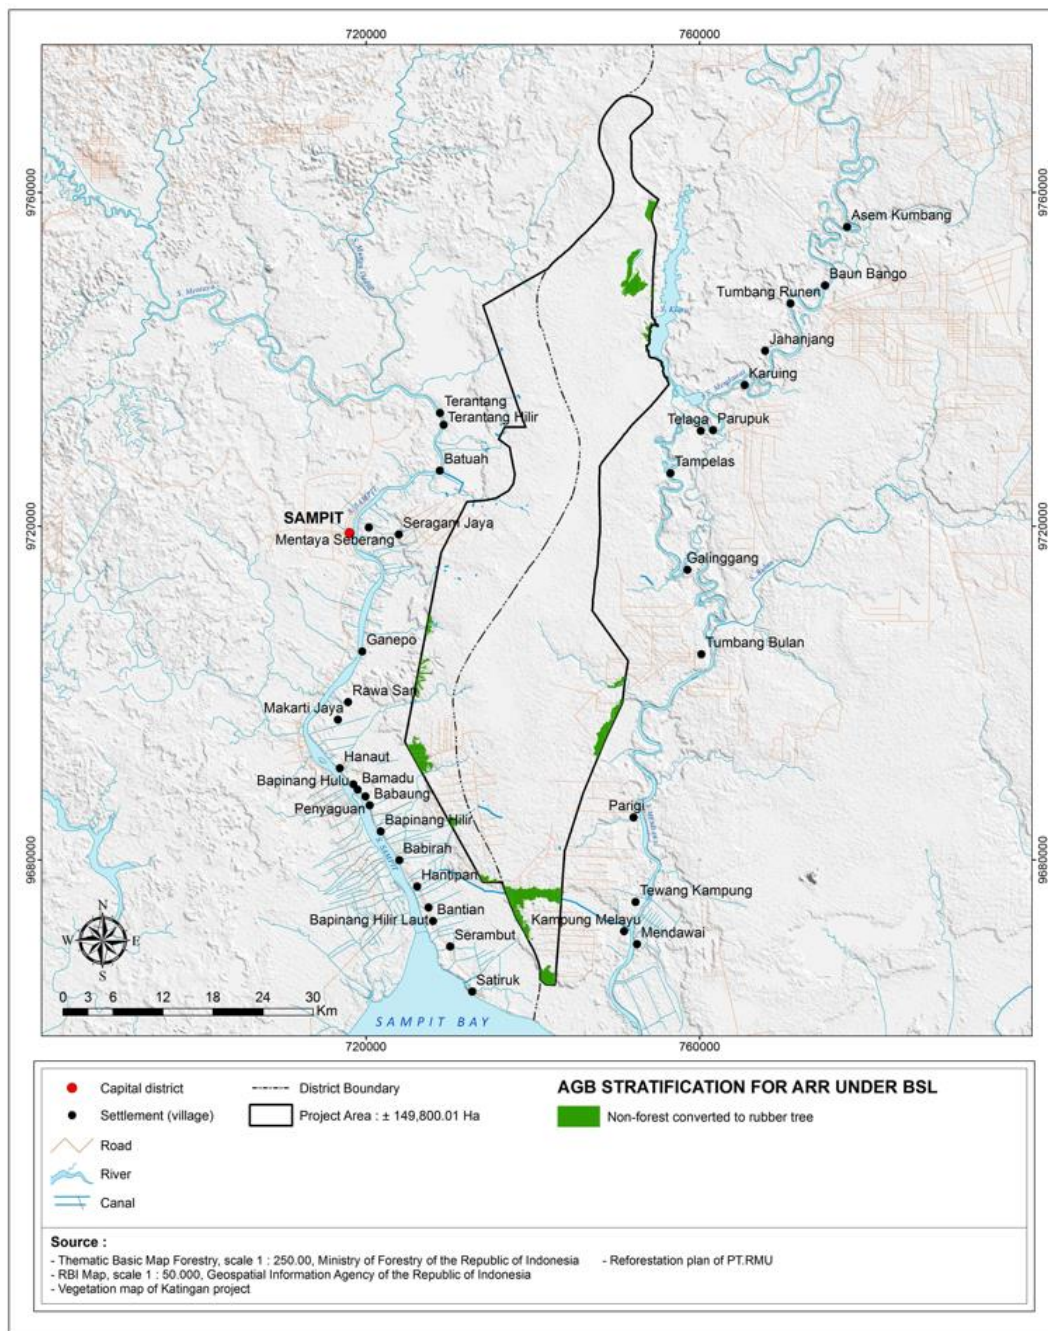 720000
760000
9760000
9760000
Asem Kumbang
S. Mentaya
Baun Bango
Tumbang Runen
Jahanjang
Karuing
Terantang
Terantang Hilir
Telaga
Parupuk
Batuah
Tampelas
SAMPIT
Seragam Jaya
Mentaya Seberang
9720000
9720000
Galinggang
Ganepo
Tumbang Bulan
Rawa Sari
Makarti Jaya
Hanaut
Bapinang Hulu
Bamadu
Babaung
Penyaguan
Parigi
Bapinang Hilir
S. SAMPIT
Babirah
9680000
9680000
Hantipan
Tewang Kampung
Bantian
Bapinang Hilir Laut
Kampung Melayu
Serambut
Mendawai
N
W
E
S
Satiruk
0 3 6 12 18 24 30
Km
SAMPIT BAY
720000
760000
Capital district
District Boundary
AGB STRATIFICATION FOR ARR UNDER BSL
Settlement (village)
Project Area : ± 149,800.01 Ha
Non-forest converted to rubber tree
Road
River
Canal
Source :
- Thematic Basic Map Forestry, scale 1 : 250.00, Ministry of Forestry of the Republic of Indonesia - Reforestation plan of PT.RMU
- RBI Map, scale 1 : 50.000, Geospatial Information Agency of the Republic of Indonesia
- Vegetation map of Katingan project